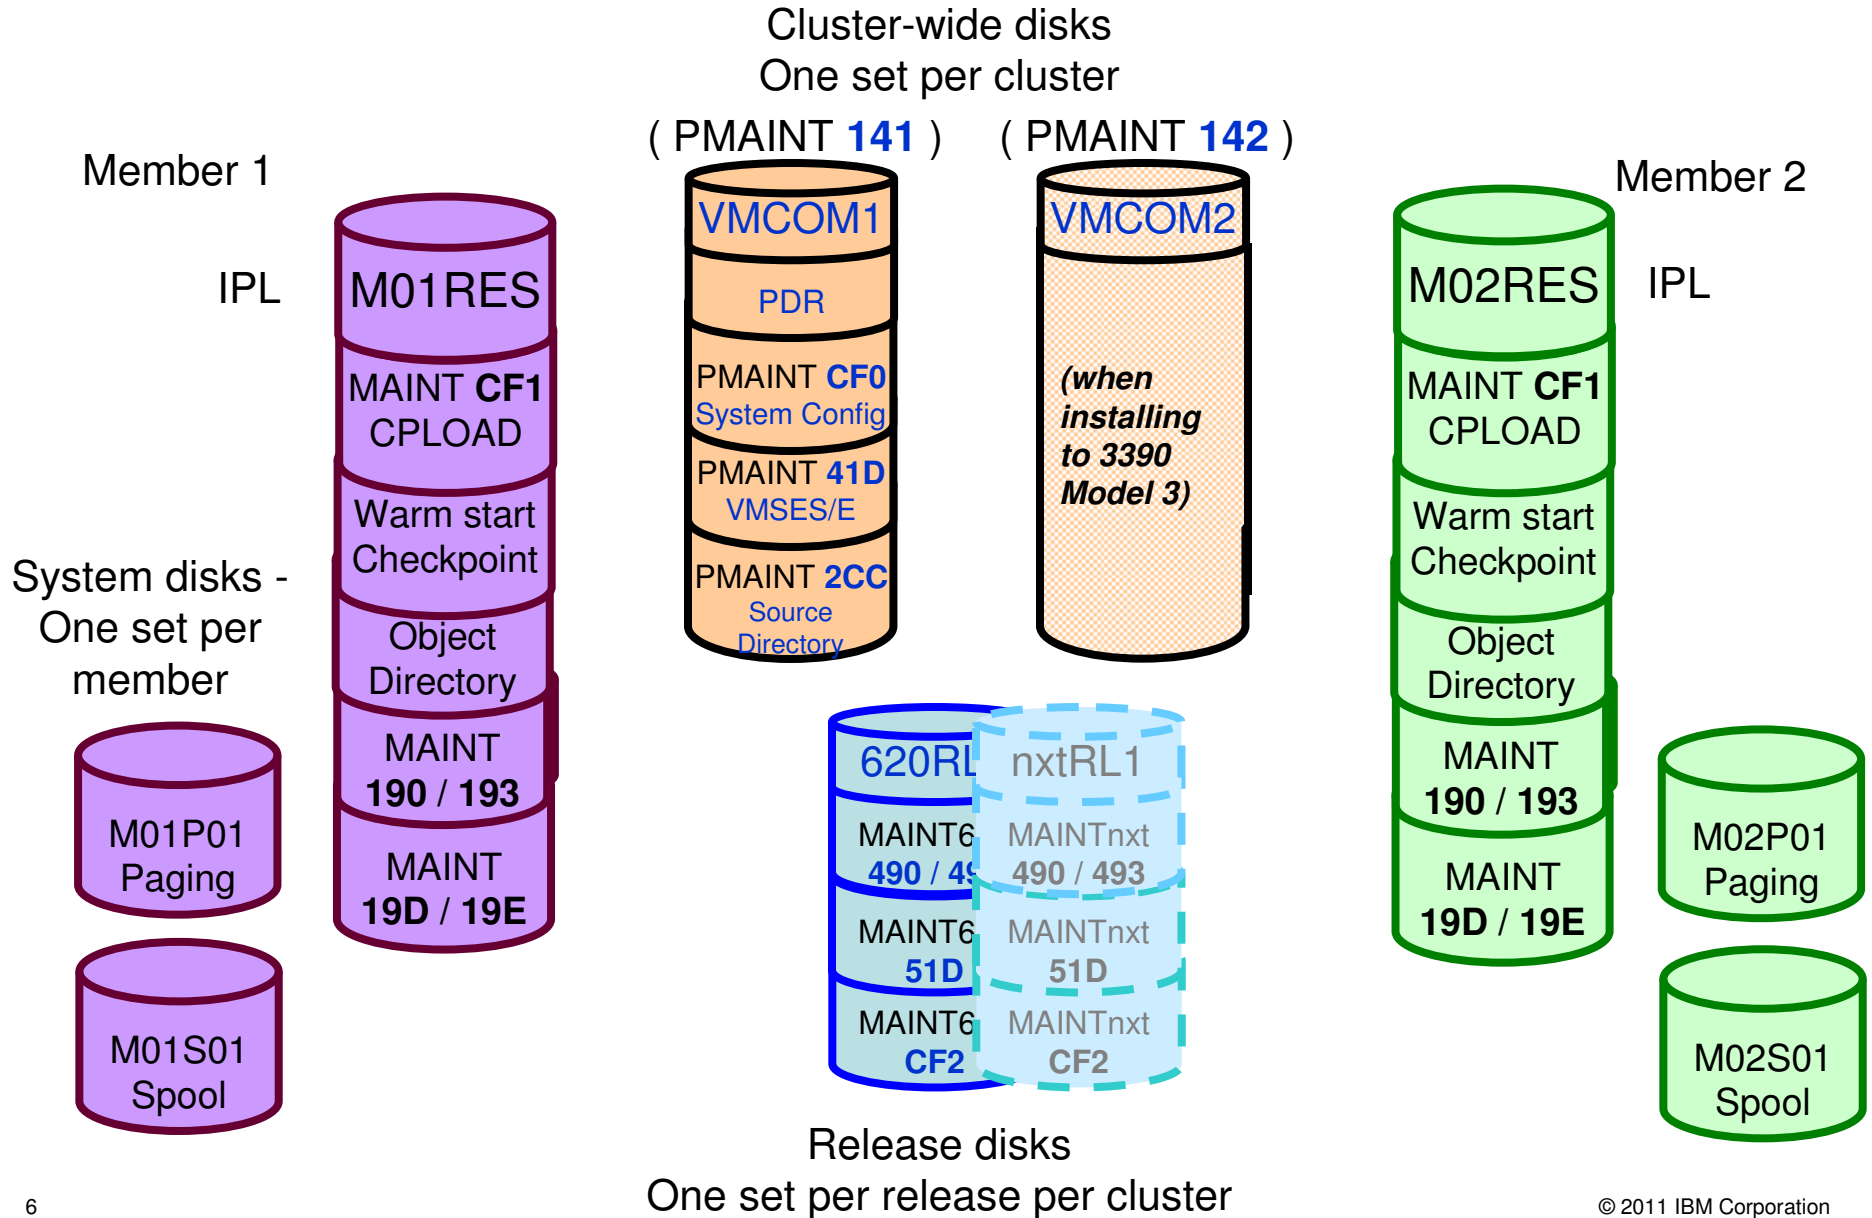 Cluster-wide disks
One set per cluster
( PMAINT 141 )
( PMAINT 142 )
Member 1
IPL
M01RES
MAINT CF1
CPLOAD
Warm start
Checkpoint
Object
Directory
MAINT
190 / 193
MAINT
19D / 19E
System disks -
One set per
member
M01P01
Paging
M01S01
Spool
VMCOM1
PDR
PMAINT CF0
System Config
PMAINT 41D
VMSES/E
PMAINT 2CC
Source
Directory
VMCOM2
(when
installing
to 3390
Model 3)
620RL
MAINT6
490 / 49
MAINT6
51D
MAINT6
CF2
nxtRL1
MAINTnxt
490 / 493
MAINTnxt
51D
MAINTnxt
CF2
Release disks
One set per release per cluster
Member 2
IPL
M02RES
MAINT CF1
CPLOAD
Warm start
Checkpoint
Object
Directory
MAINT
190 / 193
MAINT
19D / 19E
M02P01
Paging
M02S01
Spool
6
© 2011 IBM Corporation